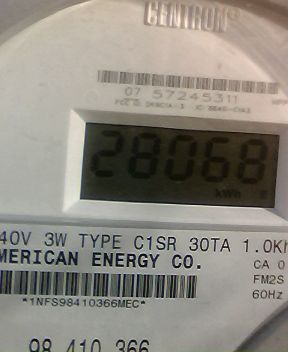 CENTRON®
07 57245311
28068
kWh
40V 3W TYPE C1SR 30TA 1.0Kh
MERICAN ENERGY CO.
CA 0
FM2S
*1NFS98410366MEC*
60Hz
98 410 366